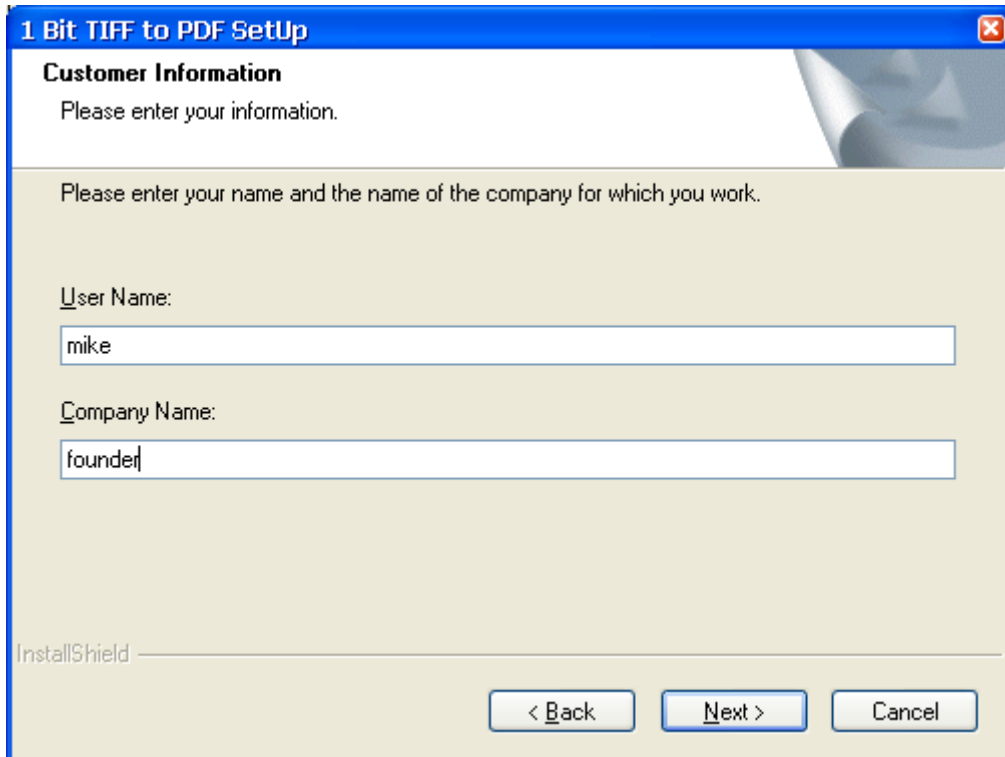 1 Bit TIFF to PDF SetUp
Customer Information
Please enter your information.
Please enter your name and the name of the company for which you work.
User Name:
mike
Company Name:
founder
InstallShield
< Back Next > Cancel